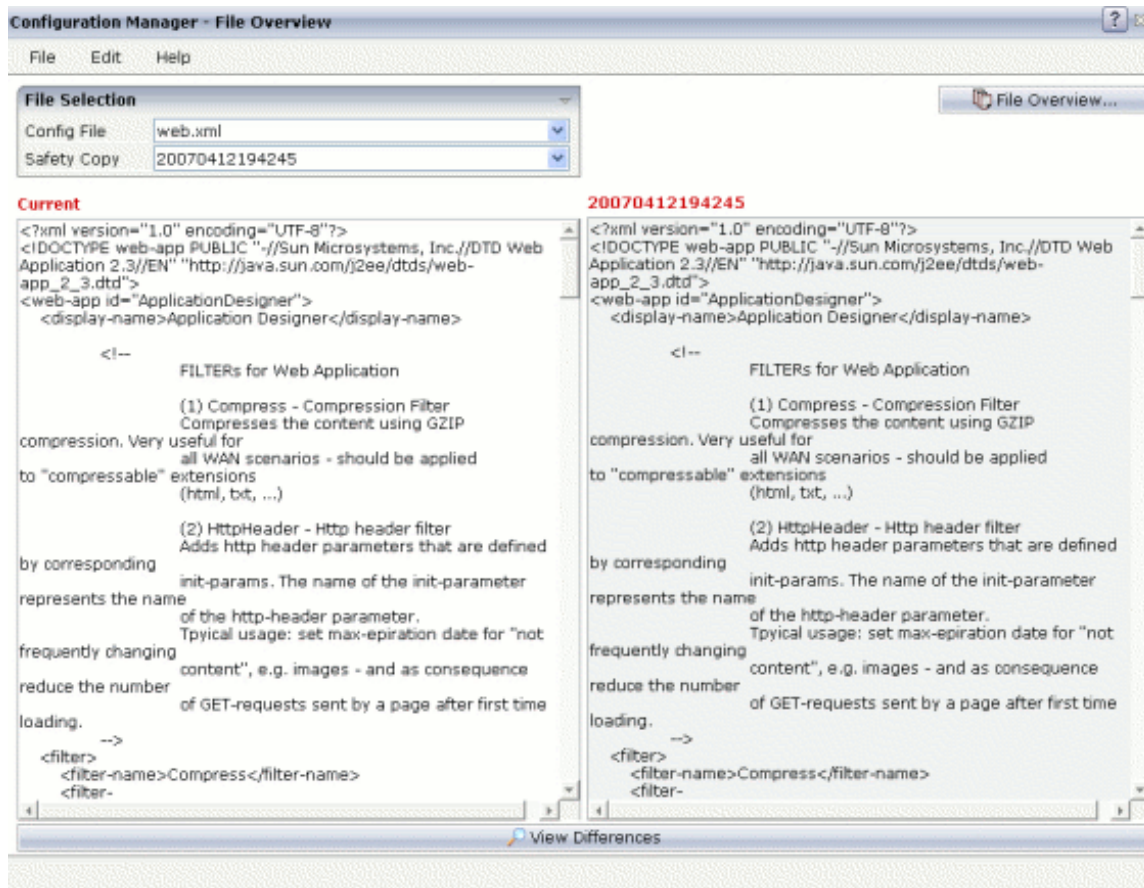 Configuration Manager - File Overview
?
File Edit Help
File Selection
File Overview...
Config File web.xml
Safety Copy 20070412194245
Current
<?xml version="1.0" encoding="UTF-8"?>
<!DOCTYPE web-app PUBLIC "-//Sun Microsystems, Inc.//DTD Web
Application 2.3//EN" "http://java.sun.com/j2ee/dtds/web-
app_2_3.dtd">
<web-app id="ApplicationDesigner">
<display-name>Application Designer</display-name>
<!--
FILTERs for Web Application
(1) Compress - Compression Filter
Compresses the content using GZIP
compression. Very useful for
all WAN scenarios - should be applied
to "compressable" extensions
(html, txt, ...)
(2) HttpHeader - Http header filter
Adds http header parameters that are defined
by corresponding
init-params. The name of the init-parameter
represents the name
of the http-header parameter.
Tpyical usage: set max-epiration date for "not
frequently changing
content", e.g. images - and as consequence
reduce the number
of GET-requests sent by a page after first time
loading.
-->
<filter>
<filter-name>Compress</filter-name>
<filter-
20070412194245
<?xml version="1.0" encoding="UTF-8"?>
<!DOCTYPE web-app PUBLIC "-//Sun Microsystems, Inc.//DTD Web
Application 2.3//EN" "http://java.sun.com/j2ee/dtds/web-
app_2_3.dtd">
<web-app id="ApplicationDesigner">
<display-name>Application Designer</display-name>
<!--
FILTERs for Web Application
(1) Compress - Compression Filter
Compresses the content using GZIP
compression. Very useful for
all WAN scenarios - should be applied
to "compressable" extensions
(html, txt, ...)
(2) HttpHeader - Http header filter
Adds http header parameters that are defined
by corresponding
init-params. The name of the init-parameter
represents the name
of the http-header parameter.
Tpyical usage: set max-epiration date for "not
frequently changing
content", e.g. images - and as consequence
reduce the number
of GET-requests sent by a page after first time
loading.
-->
<filter>
<filter-name>Compress</filter-name>
<filter-
View Differences